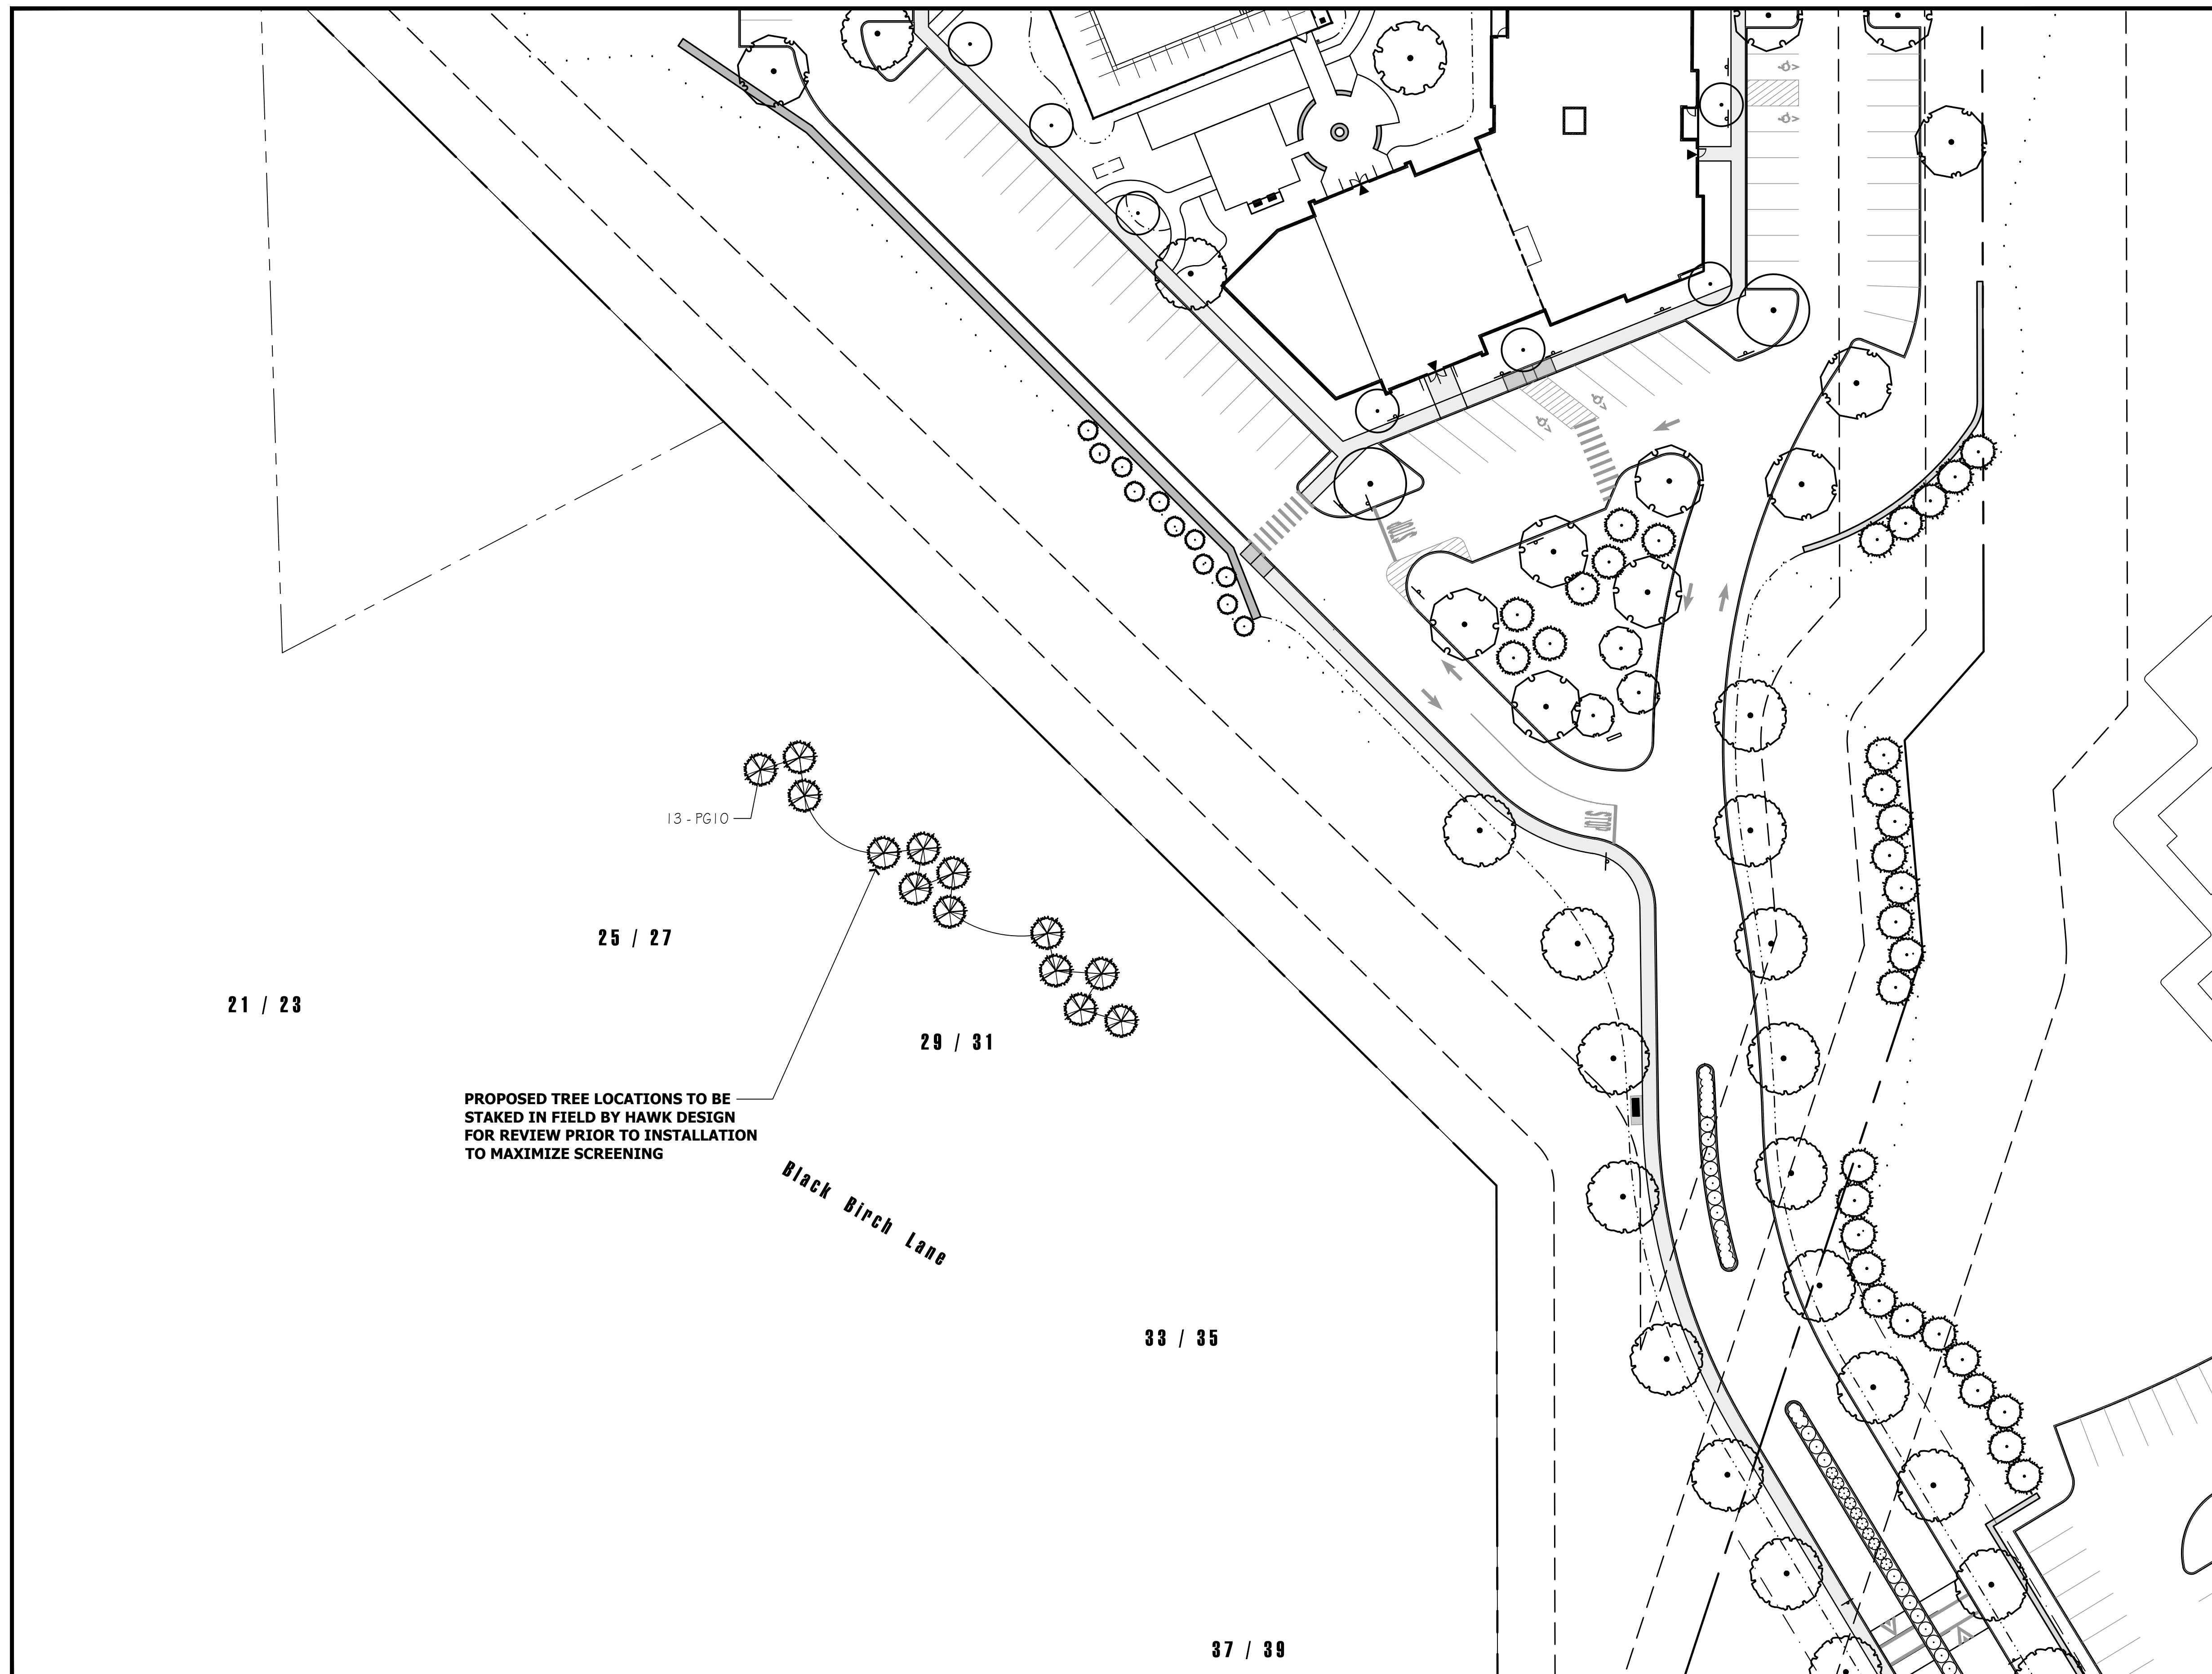 STOP
13-PG10
STOP
25 / 27
21 / 23
29 / 31
PROPOSED TREE LOCATIONS TO BE
STAKED IN FIELD BY HAWK DESIGN
FOR REVIEW PRIOR TO INSTALLATION
TO MAXIMIZE SCREENING
Black Birch Lane
33 / 35
37 / 39